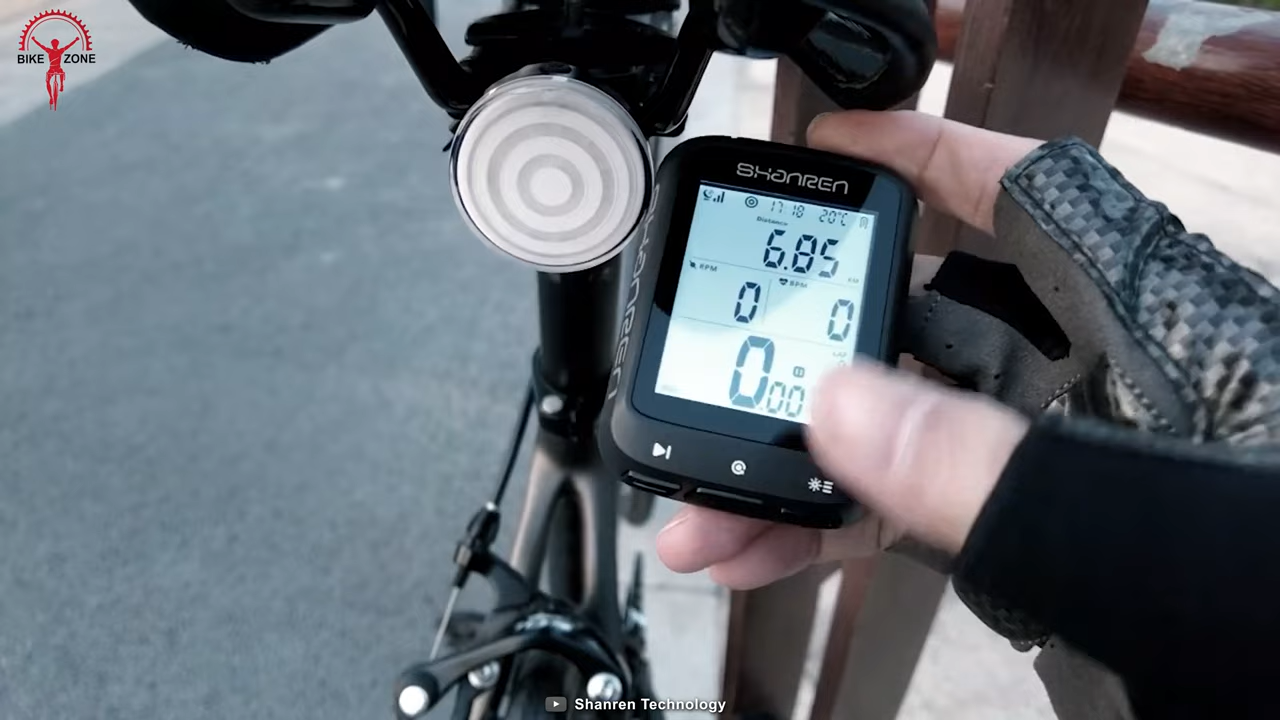 BIKE ZONE
SHANREN
17 18 20°C
Distance
6.85
KM
RPM
BPM
0 0
LAP
0.00
SHANREN
Shanren Technology